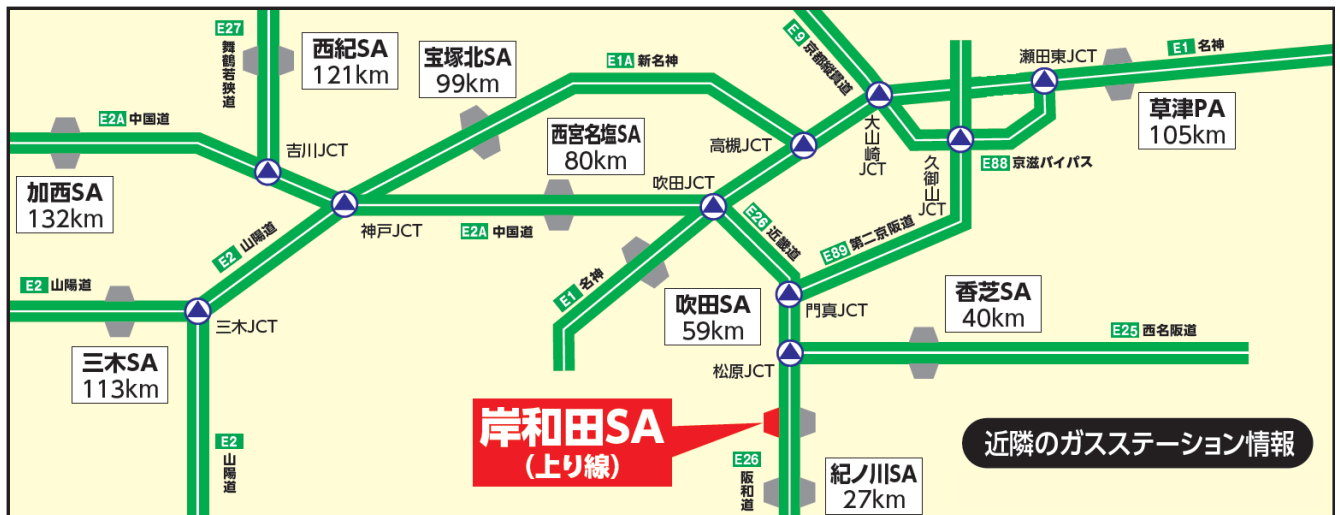 E27
舞鶴若狭道
西紀SA
121km
宝塚北SA
99km
E1A 新名神
E9 京都縦貫道
瀬田東JCT
E1 名神
E2A 中国道
吉川JCT
西宮名塩SA
80km
高槻JCT
大山崎JCT
久御山JCT
E88 京滋バイパス
草津PA
105km
加西SA
132km
吹田JCT
神戸JCT
E2A 中国道
E2 山陽道
E26 近畿道
E89 第二京阪道
E2 山陽道
三木JCT
E1 名神
吹田SA
59km
門真JCT
香芝SA
40km
E25 西名阪道
三木SA
113km
松原JCT
岸和田SA
(上り線)
近隣のガスステーション情報
E2
山陽道
E26
阪和道
紀ノ川SA
27km